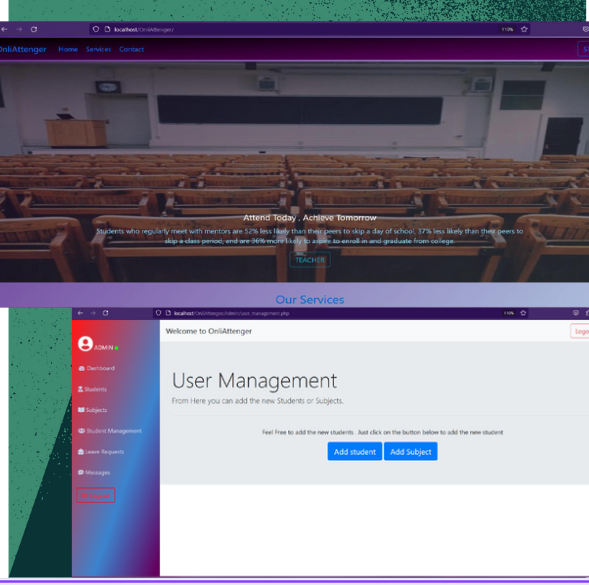 localhost/OnliAttenger/
110%
OnliAttenger Home Services Contact
Attend Today , Achieve Tomorrow
Students who regularly meet with mentors are 52% less likely than their peers to skip a day of school, 37% less likely than their peers to
skip a class period, and are 36% more likely to aspire to enroll in and graduate from college.
TEACHER
Our Services
localhost/OnliAttenger/Admin/user management.php
110%
ADMIN
Welcome to OnliAttenger
Dashboard
Students
Subjects
Student Management
Leave Requests
Messages
User Management
From Here you can add the new Students or Subjects.
Feel Free to add the new students . Just click on the button below to add the new student
Add student Add Subject